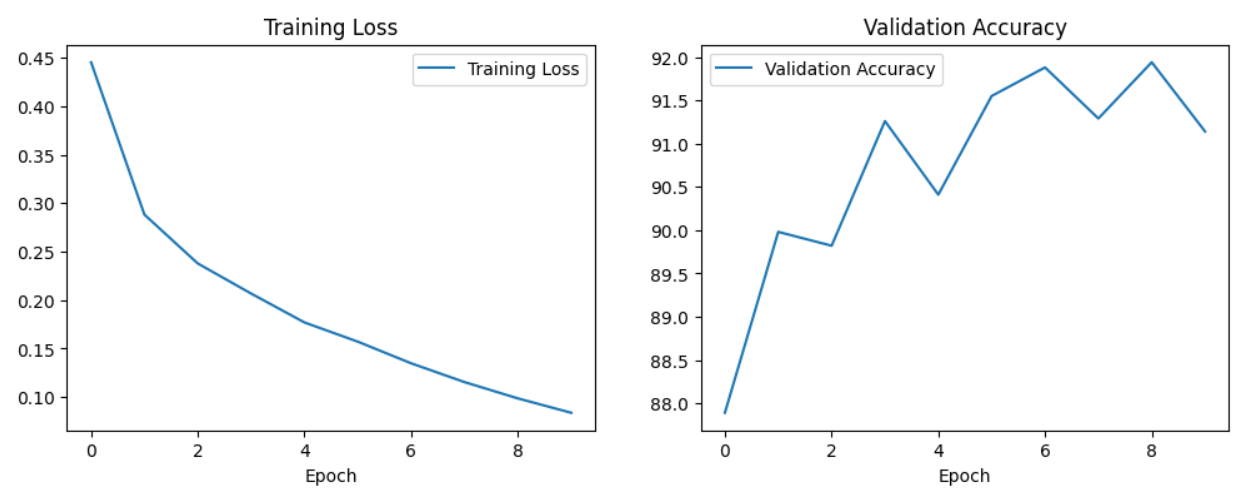 Training Loss
Training Loss
0.45
0.40
0.35
0.30
0.25
0.20
0.15
0.10
0 2 4 6 8
Epoch
Validation Accuracy
Validation Accuracy
92.0
91.5
91.0
90.5
90.0
89.5
89.0
88.5
88.0
0 2 4 6 8
Epoch